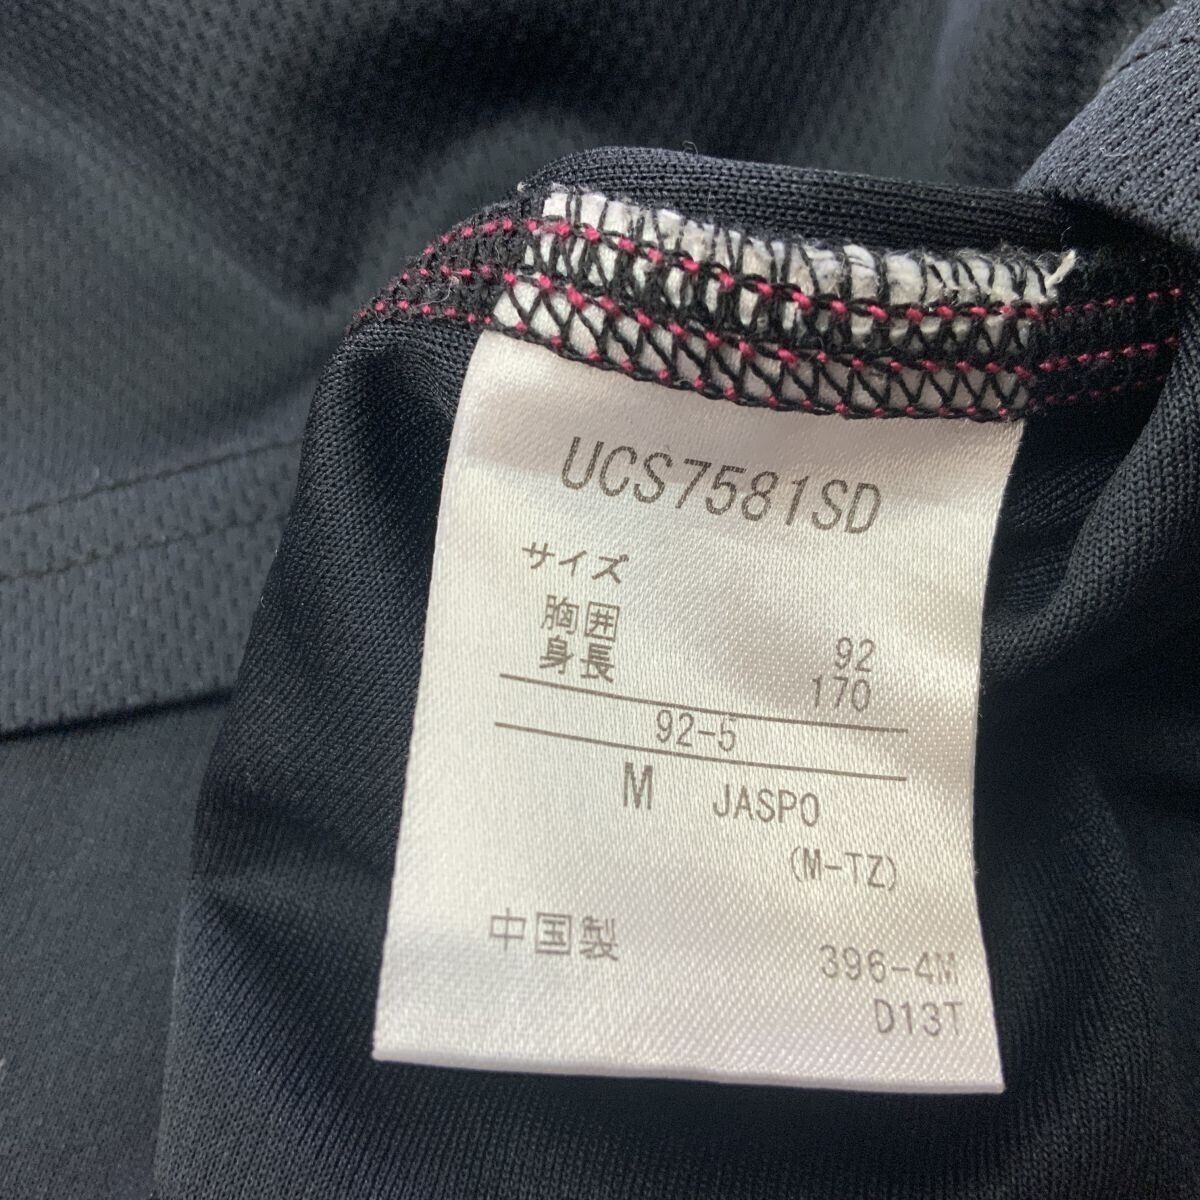 UCS7581SD
サイズ
胸囲 92
身長 170
92-5
M JASPO
(M-TZ)
中国製 396-4M
D13T